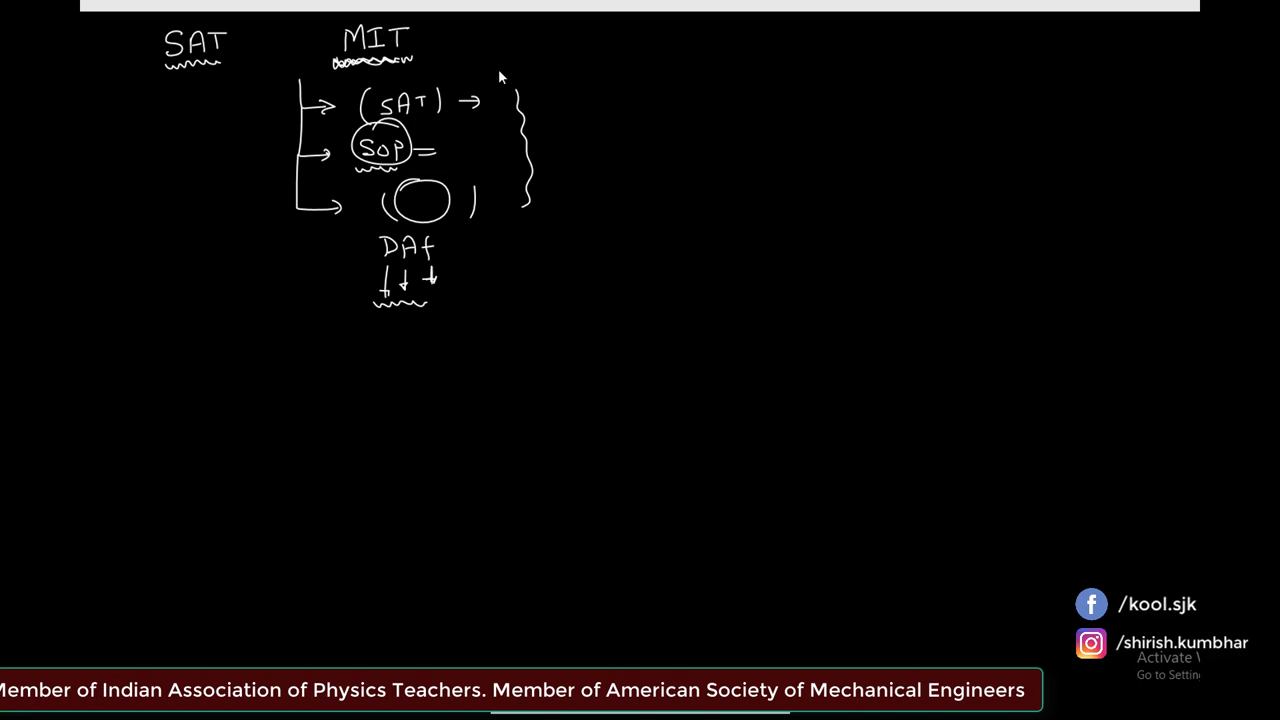 SAT MIT
(SAT) →
SOP =
( )
DAf
/kool.sjk
/shirish.kumbhar
Activate
Go to Settin
Member of Indian Association of Physics Teachers. Member of American Society of Mechanical Engineers